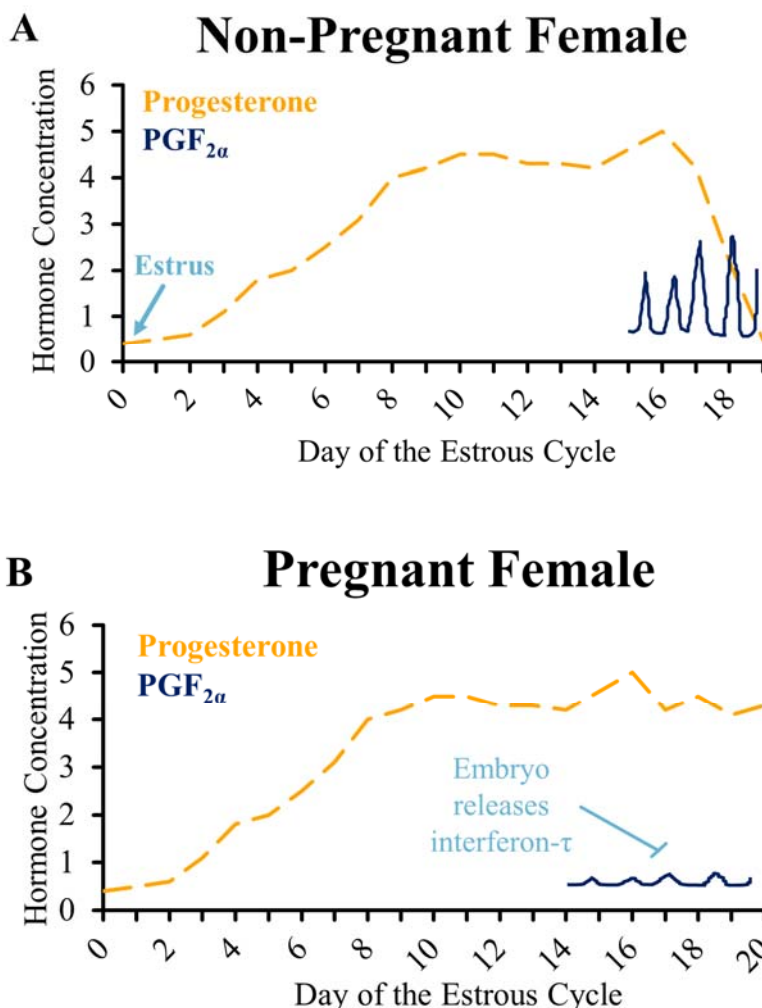 A
Non-Pregnant Female
Hormone Concentration
6
5
4
3
2
1
0
Progesterone
PGF₂α
Estrus
0 2 4 6 8 10 12 14 16 18
Day of the Estrous Cycle
B
Pregnant Female
Hormone Concentration
6
5
4
3
2
1
0
Progesterone
PGF₂α
Embryo
releases
interferon-τ
0 2 4 6 8 10 12 14 16 18 20
Day of the Estrous Cycle